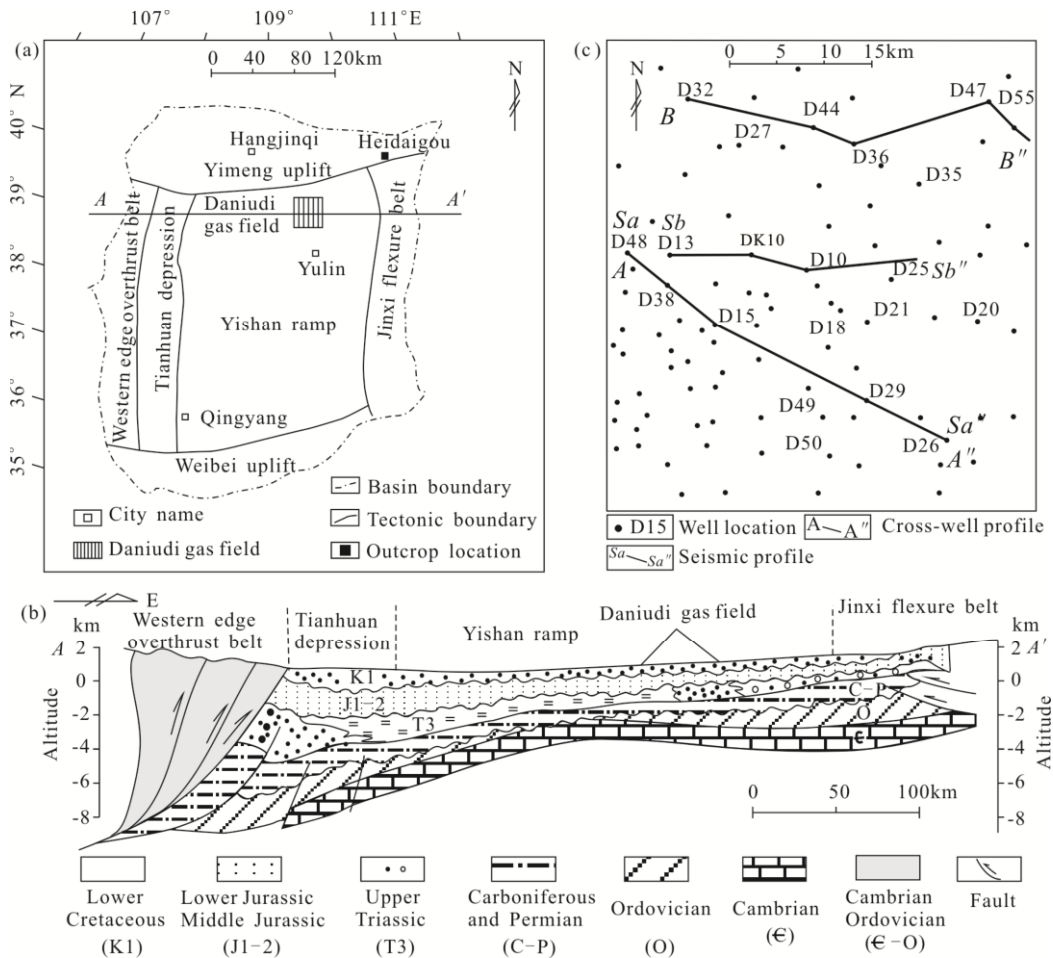 107° 109° 111°E
(a)
0 40 80 120km
N
40° N
39°
38°
37°
36°
35°
Hangjinqi
Heidaigou
Yimeng uplift
A
Daniudi
gas field
A′
Yulin
Western edge overthrust belt
Tianhuan depression
Yishan ramp
Jinxi flexure belt
Qingyang
Weibei uplift
Basin boundary
City name
Tectonic boundary
Daniudi gas field
Outcrop location
(c)
0 5 10 15km
N
D32
D47
D55
B
D44
D27
D36
B″
D35
Sa
Sb
D48
D13
DK10
D10
D25
Sb″
A
D38
D15
D21
D20
D18
D29
D49
D26
Sa″
D50
A″
D15 Well location
A A″ Cross-well profile
Sa Sa″ Seismic profile
(b)
E
Western edge
overthrust belt
Tianhuan
depression
Yishan ramp
Daniudi gas field
Jinxi flexure belt
km
km
A 2
2 A′
0
0
-2
-2
-4
-4
-6
-6
-8
-8
Altitude
Altitude
K1
J1-2
T3
C-P
O
Є
0 50 100km
Lower
Cretaceous
(K1)
Lower Jurassic
Middle Jurassic
(J1-2)
Upper
Triassic
(T3)
Carboniferous
and Permian
(C-P)
Ordovician
(O)
Cambrian
(Є)
Cambrian
Ordovician
(Є-O)
Fault